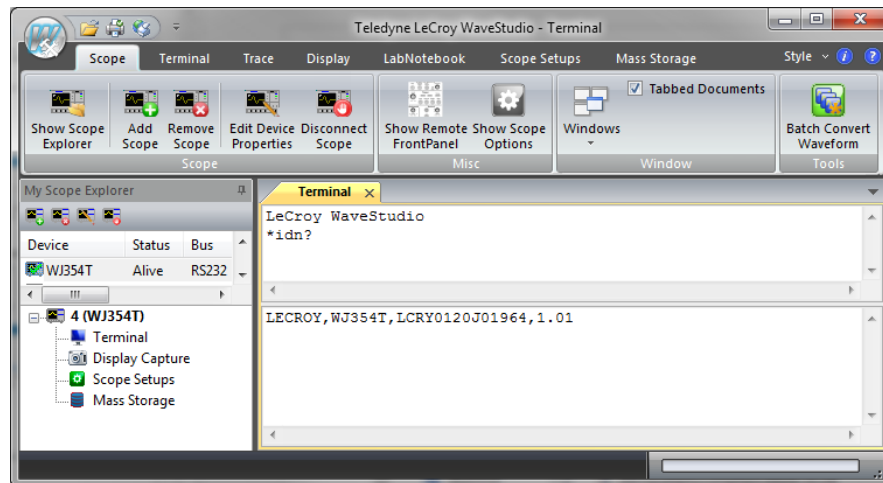 Teledyne LeCroy WaveStudio - Terminal
Scope Terminal Trace Display LabNotebook Scope Setups Mass Storage Style
Show Scope Explorer
Add Scope
Remove Scope
Edit Device Properties
Disconnect Scope
Scope
Show Remote FrontPanel
Show Scope Options
Misc
Windows
Tabbed Documents
Window
Batch Convert Waveform
Tools
My Scope Explorer
Device Status Bus
WJ354T Alive RS232
4 (WJ354T)
Terminal
Display Capture
Scope Setups
Mass Storage
Terminal
LeCroy WaveStudio
*idn?
LECROY,WJ354T,LCRY0120J01964,1.01